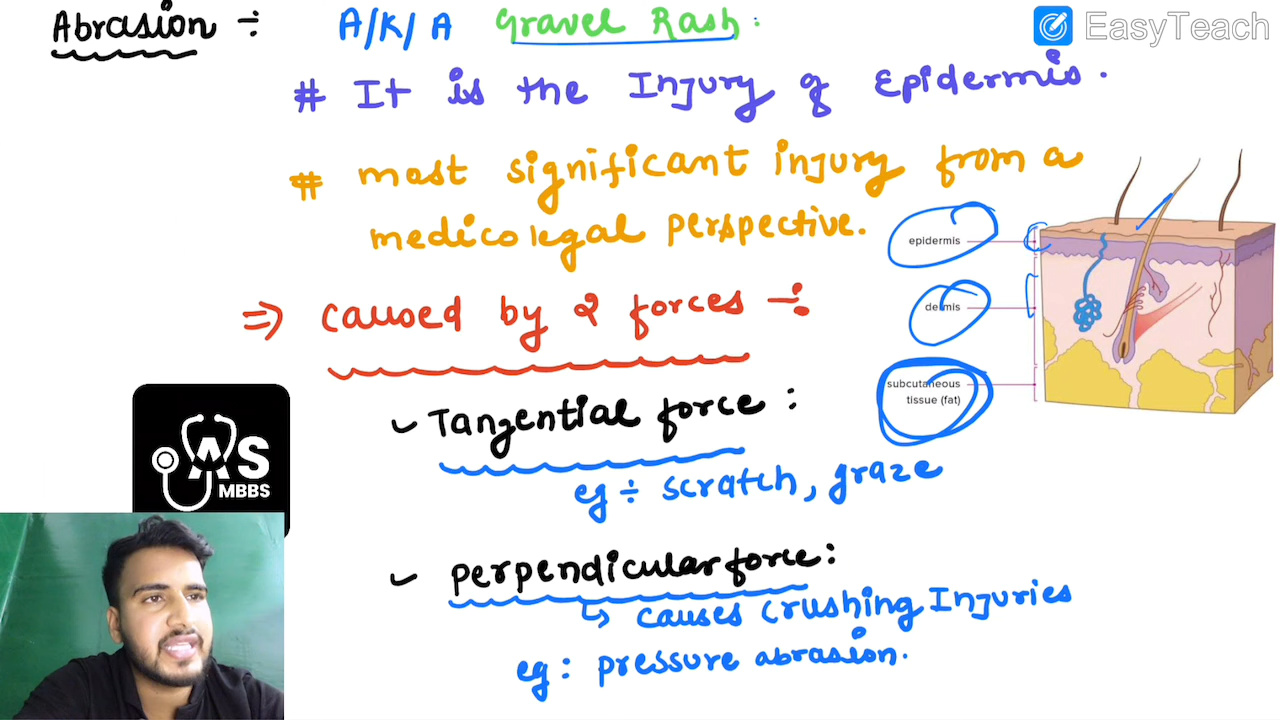 Abrasion ÷ A/K/A Gravel Rash:
EasyTeach
# It is the Injury of Epidermis.
# most significant injury from a
medicolegal perspective.
epidermis
dermis
subcutaneous
tissue (fat)
⇒ caused by 2 forces ÷
Tangential force:
eg ÷ scratch, graze
AS
MBBS
perpendicular force:
↳ causes crushing Injuries
eg: pressure abrasion.